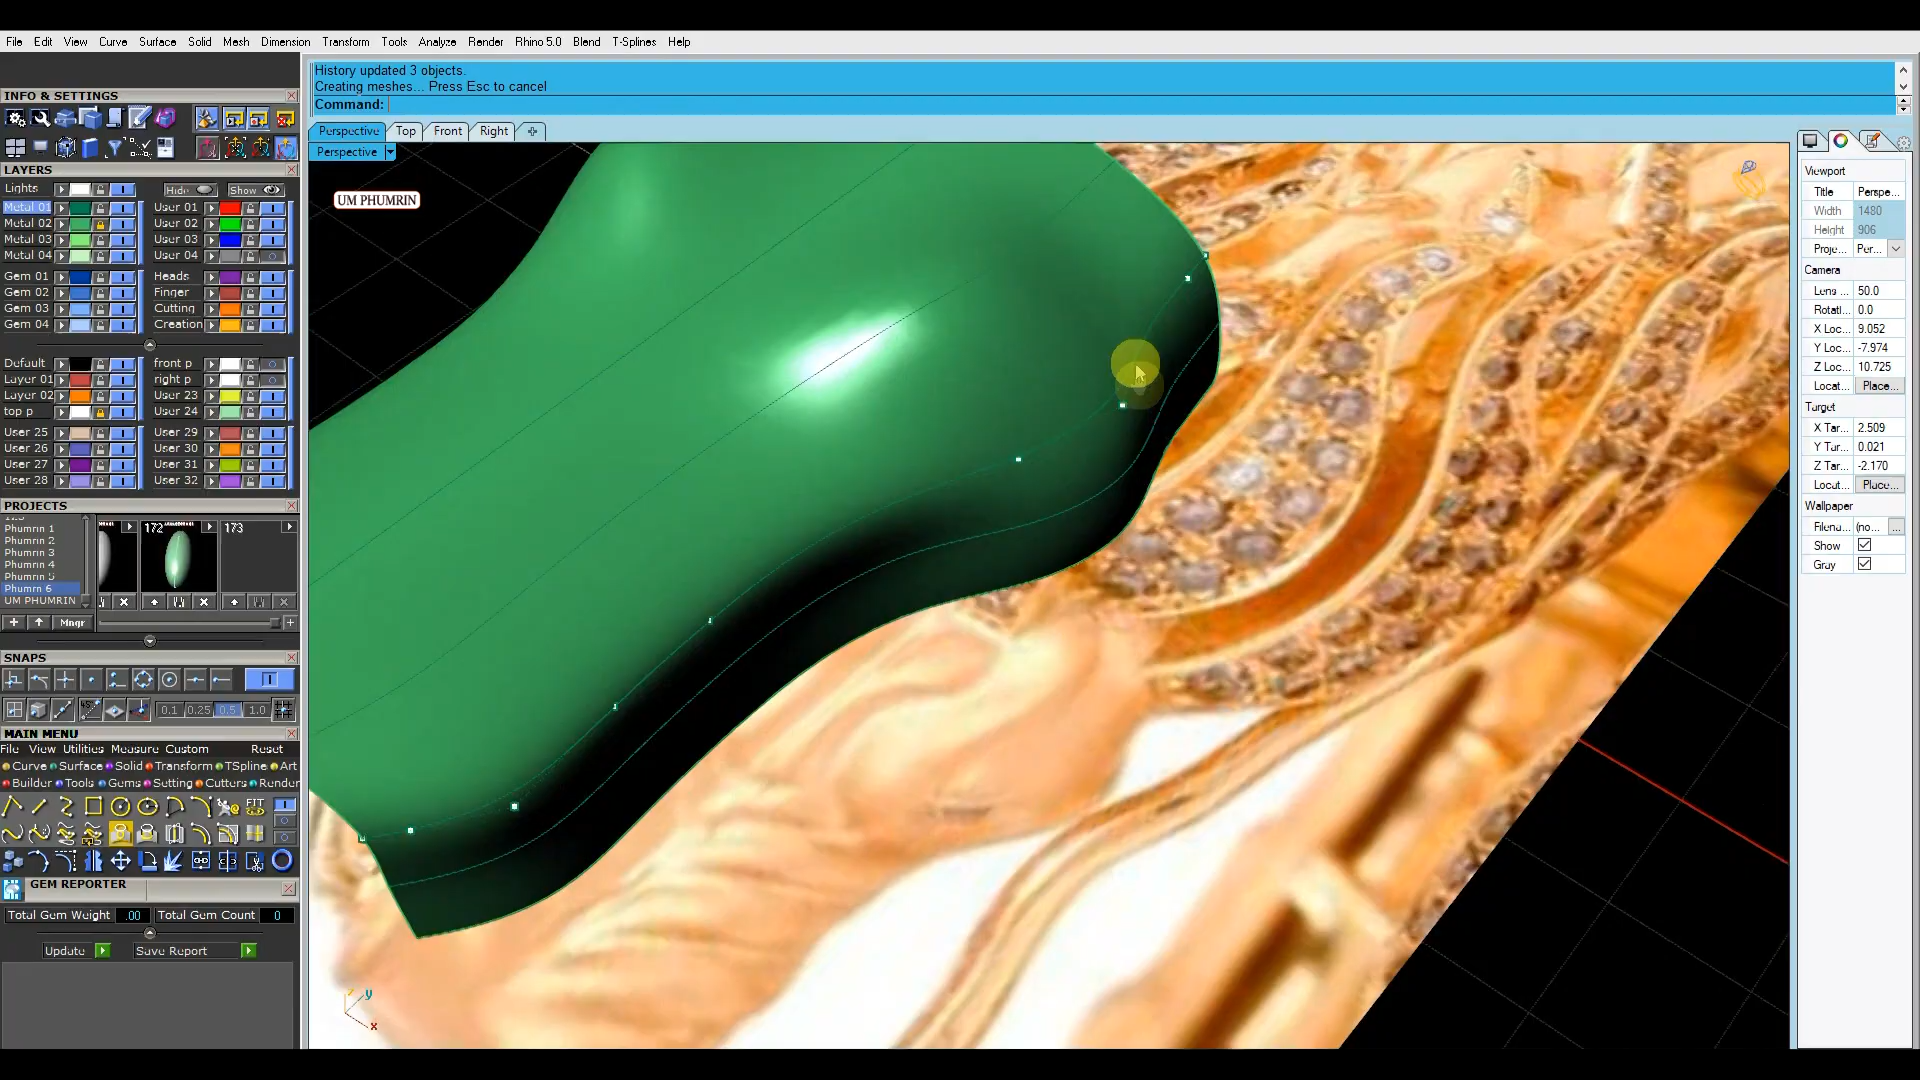 File Edit View Curve Surface Solid Mesh Dimension Transform Tools Analyze Render Rhino 5.0 Blend T-Splines Help
History updated 3 objects.
Creating meshes... Press Esc to cancel
Command:
Perspective Top Front Right
Perspective
UM PHUMRIN
INFO & SETTINGS
LAYERS
Lights Hide Show
Metal 01 User 01
Metal 02 User 02
Metal 03 User 03
Metal 04 User 04
Gem 01 Heads
Gem 02 Finger
Gem 03 Cutting
Gem 04 Creation
Default front p
Layer 01 right p
Layer 02 User 23
top p User 24
User 25 User 29
User 26 User 30
User 27 User 31
User 28 User 32
PROJECTS
Phumrin 1
Phumrin 2
Phumrin 3
Phumrin 4
Phumrin 5
Phumrin 6
UM PHUMRIN
172 173
Mngr
SNAPS
0.1 0.25 0.5 1.0
MAIN MENU
File View Utilities Measure Custom Reset
Curve Surface Solid Transform TSpline Art
Builder Tools Gems Setting Cutters Render
FIT
GEM REPORTER
Total Gem Weight .00 Total Gem Count 0
Update Save Report
y
x
Viewport
Title Perspe...
Width 1480
Height 906
Proje... Per...
Camera
Lens ... 50.0
Rotati... 0.0
X Loc... 9.052
Y Loc... -7.974
Z Loc... 10.725
Locat... Place...
Target
X Tar... 2.509
Y Tar... 0.021
Z Tar... -2.170
Locat... Place...
Wallpaper
Filena... (no... ...
Show
Gray